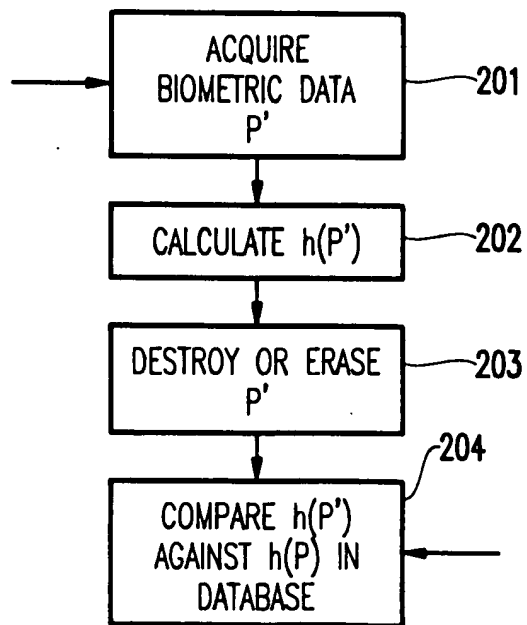 ACQUIRE
BIOMETRIC DATA
P'
201
CALCULATE h(P')
202
DESTROY OR ERASE
P'
203
204
COMPARE h(P')
AGAINST h(P) IN
DATABASE